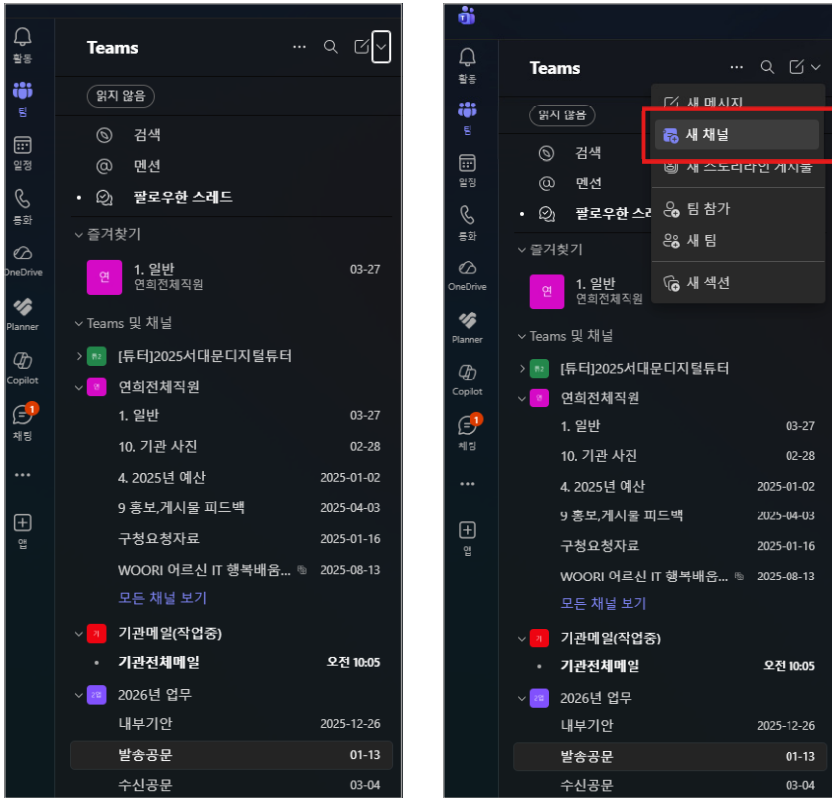 Teams
활동
읽지 않음
팀
검색
일정
멘션
팔로우한 스레드
통화
즐겨찾기
OneDrive
연
1. 일반
03-27
연희전체직원
Planner
Teams 및 채널
[튜터]2025서대문디지털튜터
Copilot
연희전체직원
1
채팅
1. 일반
03-27
10. 기관 사진
02-28
4. 2025년 예산
2025-01-02
9 홍보,게시물 피드백
2025-04-03
앱
구청요청자료
2025-01-16
WOORI 어르신 IT 행복배움...
2025-08-13
모든 채널 보기
기관메일(작업중)
기관전체메일
오전 10:05
2026년 업무
내부기안
2025-12-26
발송공문
01-13
수신공문
03-04
Teams
활동
새 메시지
읽지 않음
새 채널
팀
검색
새 스토리라인 게시물
일정
멘션
팔로우한 스레
팀 참가
통화
새 팀
즐겨찾기
OneDrive
연
1. 일반
새 섹션
연희전체직원
Planner
Teams 및 채널
[튜터]2025서대문디지털튜터
Copilot
연희전체직원
1
채팅
1. 일반
03-27
10. 기관 사진
02-28
4. 2025년 예산
2025-01-02
9 홍보,게시물 피드백
2025-04-03
앱
구청요청자료
2025-01-16
WOORI 어르신 IT 행복배움...
2025-08-13
모든 채널 보기
기관메일(작업중)
기관전체메일
오전 10:05
2026년 업무
내부기안
2025-12-26
발송공문
01-13
수신공문
03-04